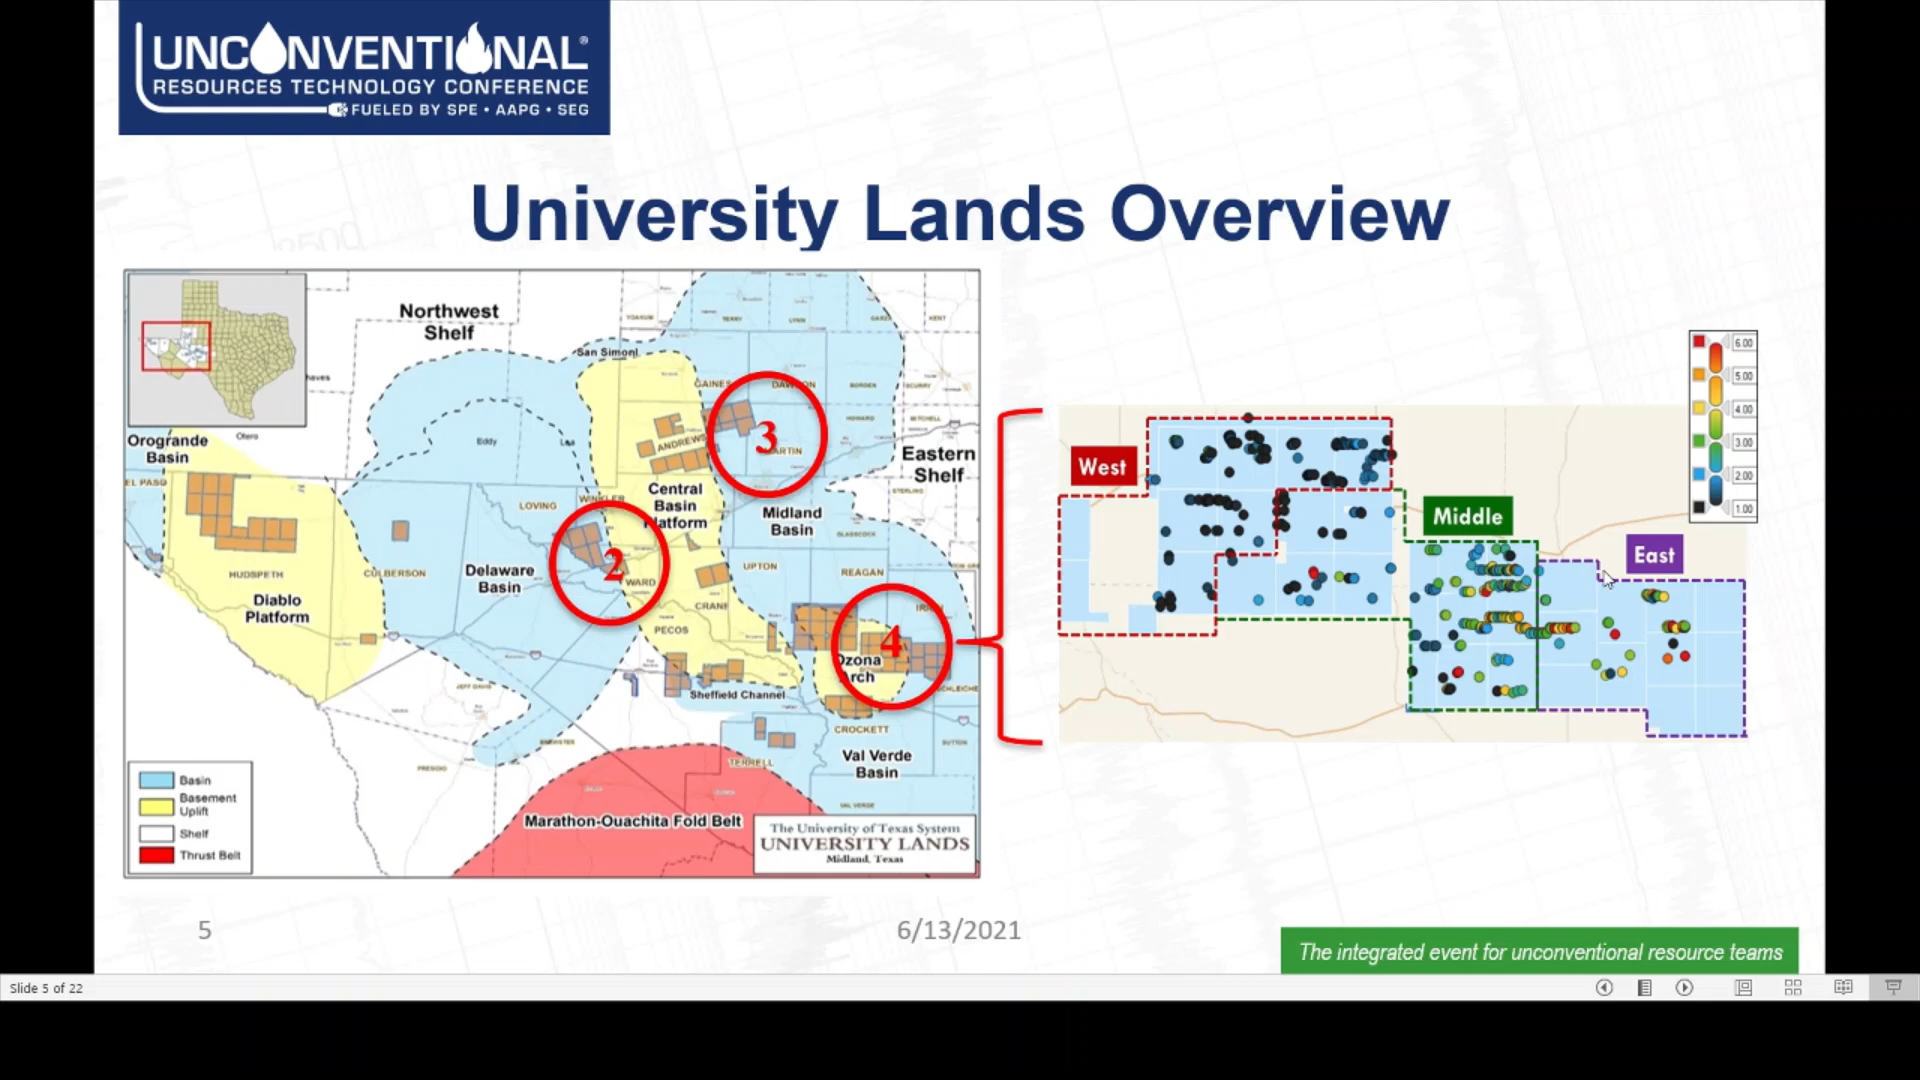 UNCONVENTIONAL®
RESOURCES TECHNOLOGY CONFERENCE
FUELED BY SPE • AAPG • SEG
University Lands Overview
Northwest
Shelf
San Simon
YOAKUM
TERRY
LYNN
GARZA
KENT
Orogrande
Basin
Otero
Eddy
Lea
GAINES
DAWSON
BORDEN
SCURRY
HOWARD
MITCHELL
ANDREWS
3
MARTIN
Eastern
Shelf
EL PASO
LOVING
WINKLER
Central
Basin
Platform
Midland
Basin
STERLING
GLASSCOCK
HUDSPETH
CULBERSON
Delaware
Basin
2
WARD
UPTON
REAGAN
IRION
Diablo
Platform
CRANE
PECOS
4
Ozona
Arch
JEFF DAVIS
Sheffield Channel
SCHLEICHER
CROCKETT
SUTTON
BREWSTER
PRESIDIO
TERRELL
Val Verde
Basin
VAL VERDE
Marathon-Ouachita Fold Belt
Basin
Basement
Uplift
Shelf
Thrust Belt
The University of Texas System
UNIVERSITY LANDS
Midland, Texas
West
Middle
East
6.00
5.00
4.00
3.00
2.00
1.00
5
6/13/2021
The integrated event for unconventional resource teams
Slide 5 of 22